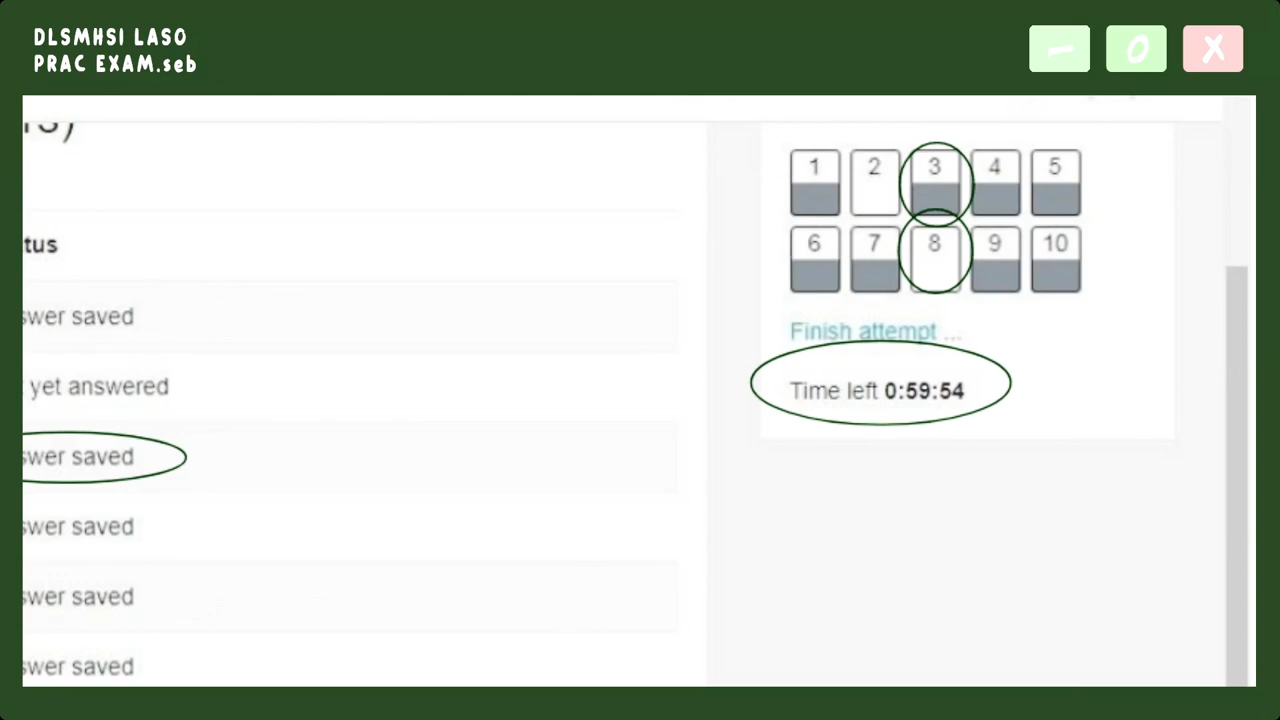 DLSMHSI LASO
PRAC EXAM.seb
1 2 3 4 5
6 7 8 9 10
Finish attempt ...
Time left 0:59:54
tus
swer saved
yet answered
swer saved
swer saved
swer saved
swer saved